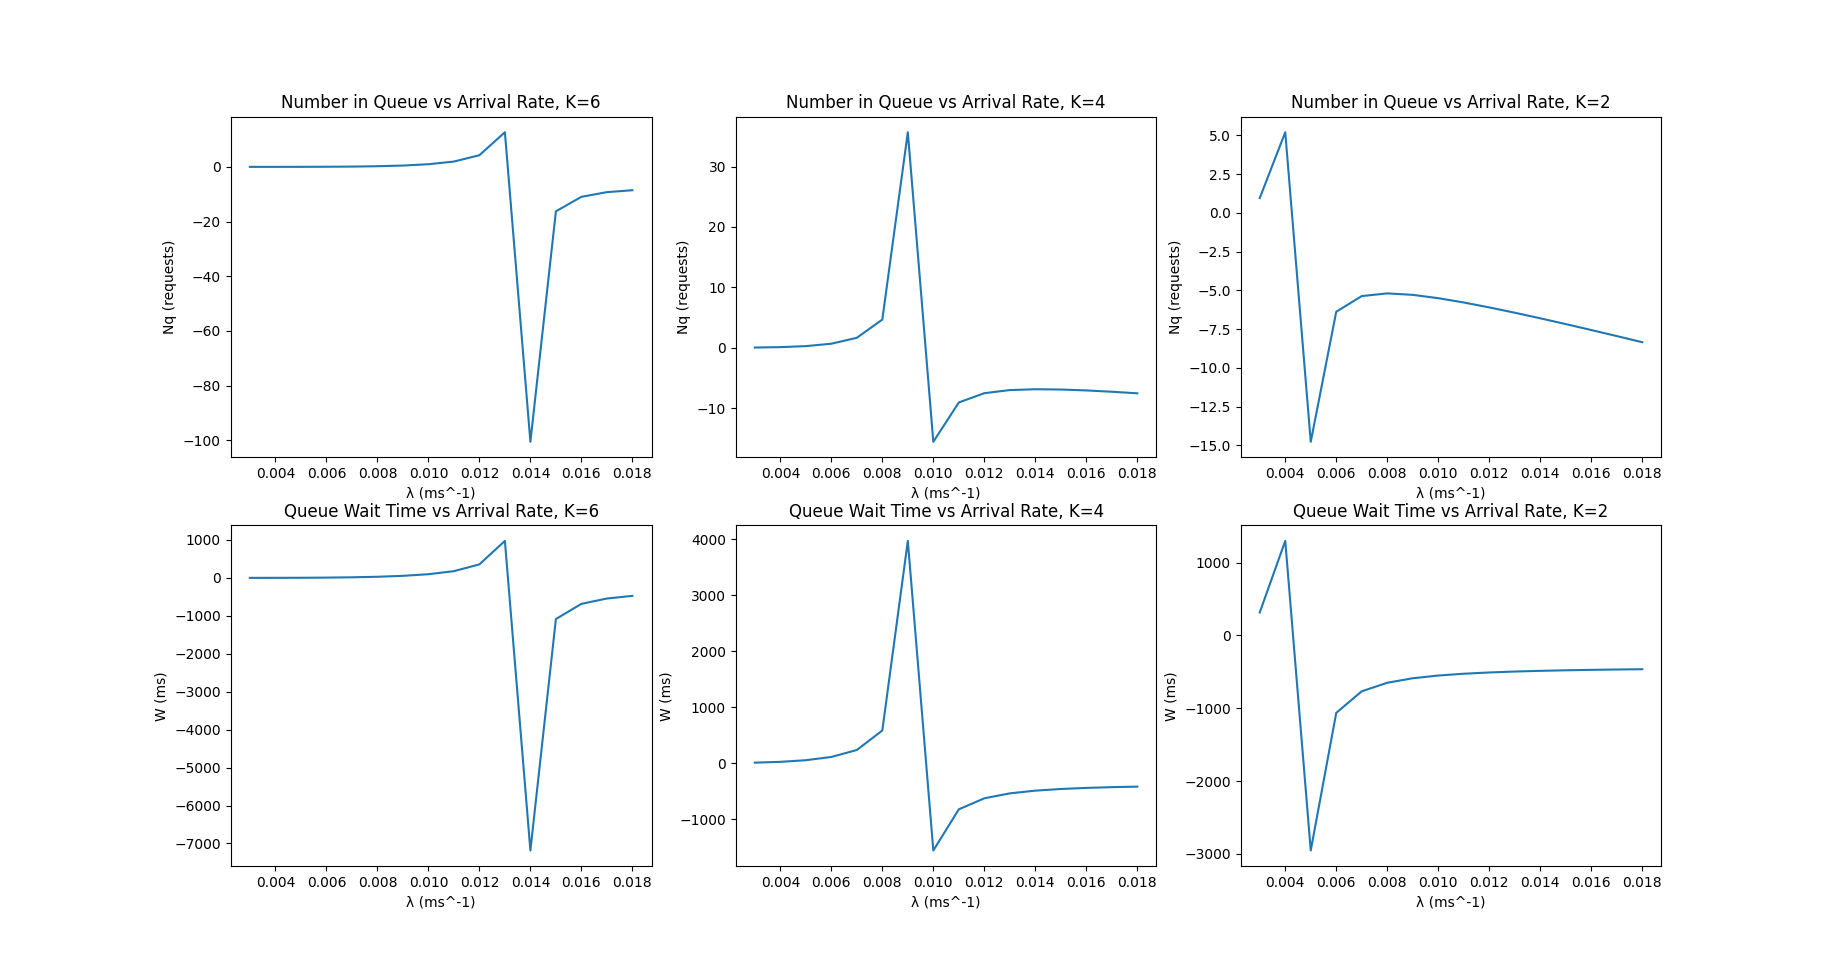 Number in Queue vs Arrival Rate, K=6
Nq (requests)
0
−20
−40
−60
−80
−100
0.004 0.006 0.008 0.010 0.012 0.014 0.016 0.018
λ (ms^-1)
Number in Queue vs Arrival Rate, K=4
Nq (requests)
30
20
10
0
−10
0.004 0.006 0.008 0.010 0.012 0.014 0.016 0.018
λ (ms^-1)
Number in Queue vs Arrival Rate, K=2
Nq (requests)
5.0
2.5
0.0
−2.5
−5.0
−7.5
−10.0
−12.5
−15.0
0.004 0.006 0.008 0.010 0.012 0.014 0.016 0.018
λ (ms^-1)
Queue Wait Time vs Arrival Rate, K=6
W (ms)
1000
0
−1000
−2000
−3000
−4000
−5000
−6000
−7000
0.004 0.006 0.008 0.010 0.012 0.014 0.016 0.018
λ (ms^-1)
Queue Wait Time vs Arrival Rate, K=4
W (ms)
4000
3000
2000
1000
0
−1000
0.004 0.006 0.008 0.010 0.012 0.014 0.016 0.018
λ (ms^-1)
Queue Wait Time vs Arrival Rate, K=2
W (ms)
1000
0
−1000
−2000
−3000
0.004 0.006 0.008 0.010 0.012 0.014 0.016 0.018
λ (ms^-1)